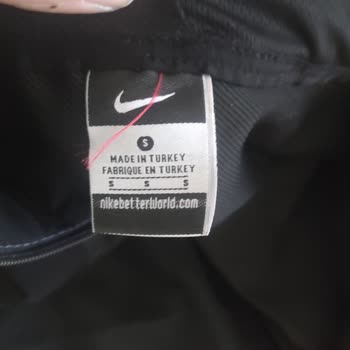 S
MADE IN TURKEY
FABRIQUE EN TURKEY
S S S
nikebetterworld.com